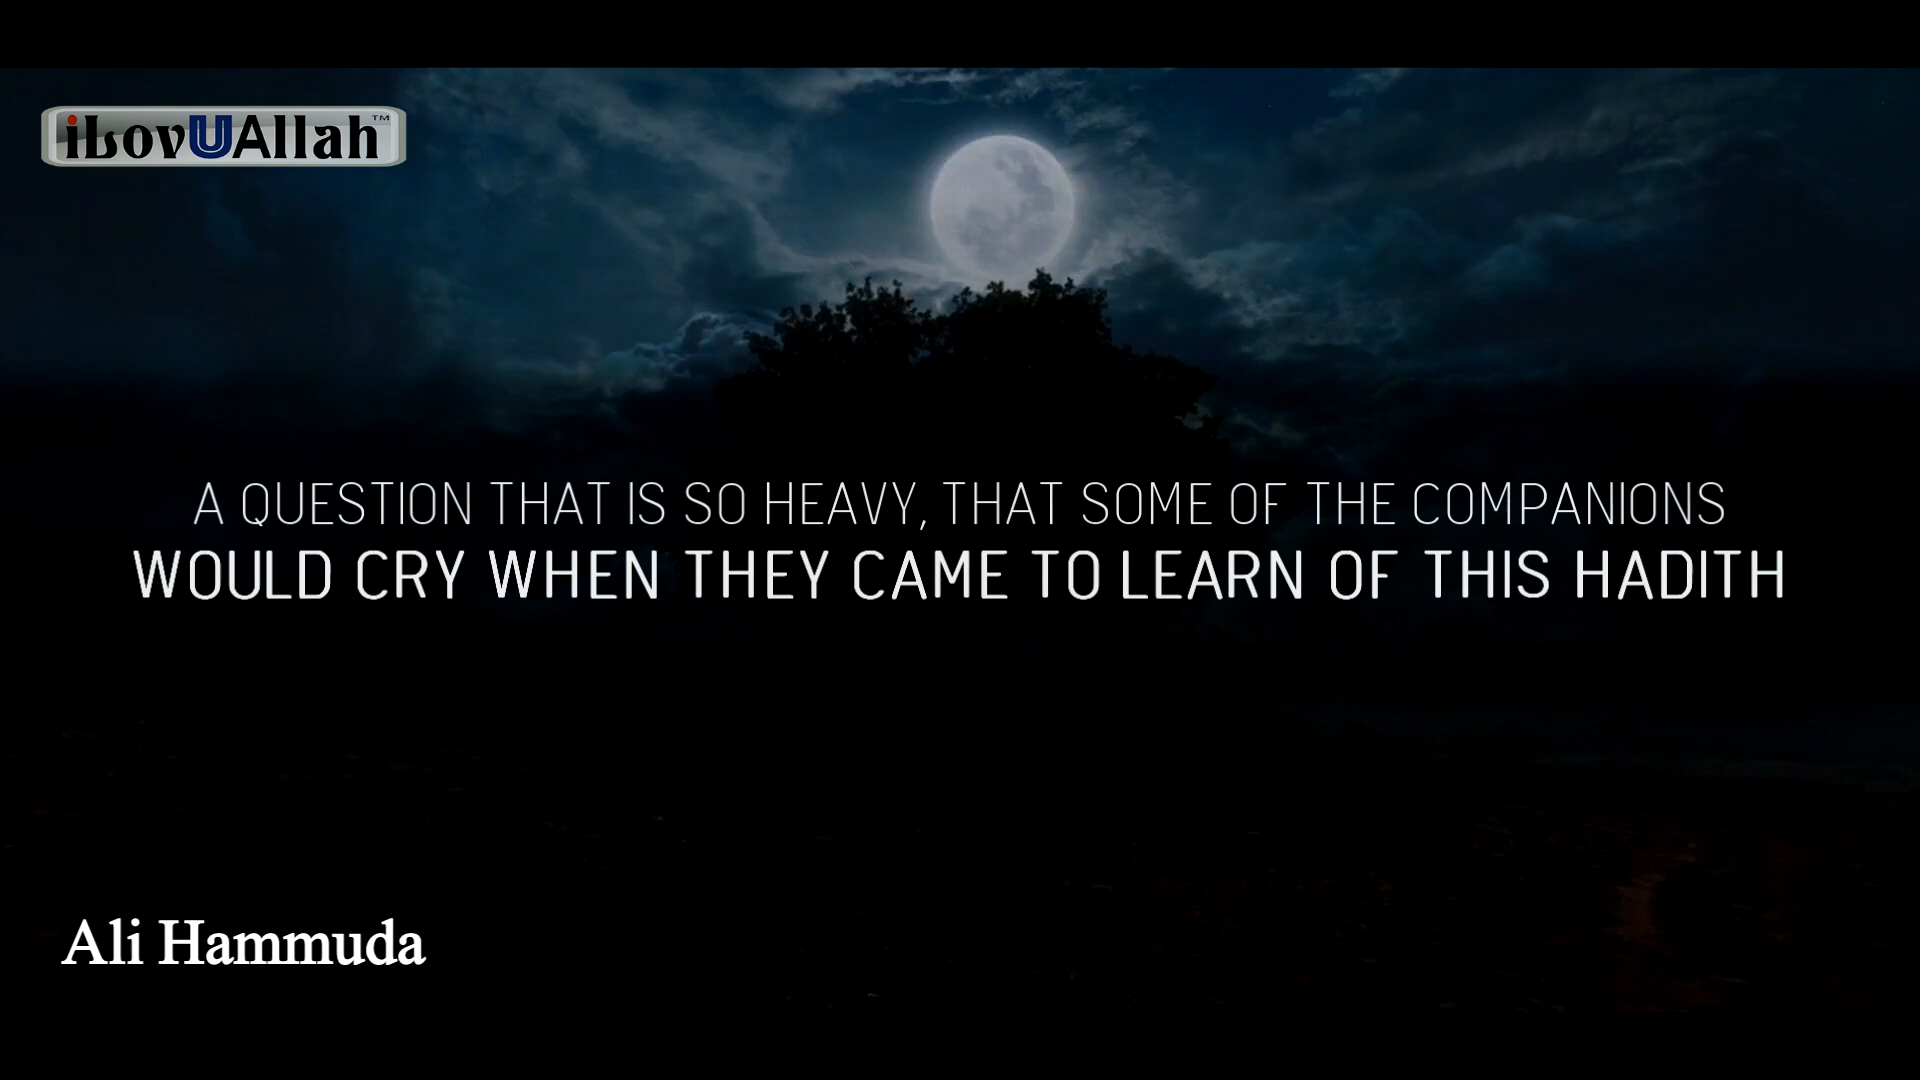 iLovUAllah™
A QUESTION THAT IS SO HEAVY, THAT SOME OF THE COMPANIONS
WOULD CRY WHEN THEY CAME TO LEARN OF THIS HADITH
Ali Hammuda